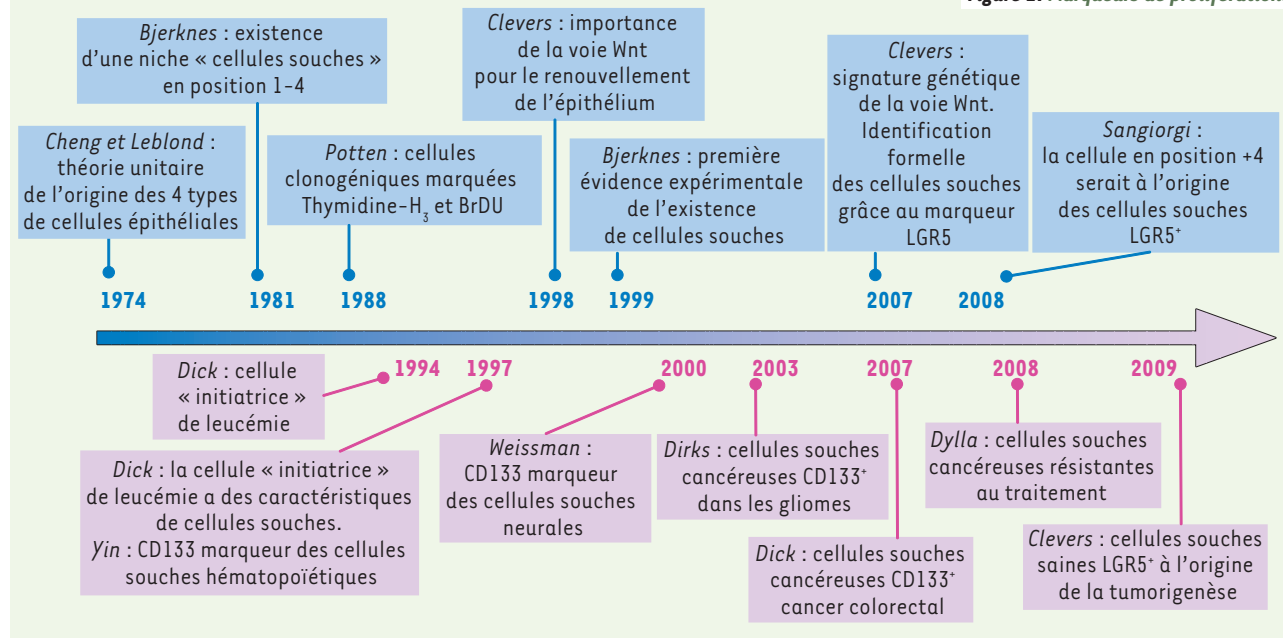 Figure 2. Marqueurs de prolifération
Bjerknes : existence
d'une niche « cellules souches »
en position 1-4
Clevers : importance
de la voie Wnt
pour le renouvellement
de l'épithélium
Clevers :
signature génétique
de la voie Wnt.
Identification
formelle
des cellules souches
grâce au marqueur
LGR5
Cheng et Leblond :
théorie unitaire
de l'origine des 4 types
de cellules épithéliales
Potten : cellules
clonogéniques marquées
Thymidine-H₃ et BrDU
Bjerknes : première
évidence expérimentale
de l'existence
de cellules souches
Sangiorgi :
la cellule en position +4
serait à l'origine
des cellules souches
LGR5⁺
1974
1981
1988
1998
1999
2007
2008
1994
1997
2000
2003
2007
2008
2009
Dick : cellule
« initiatrice »
de leucémie
Dick : la cellule « initiatrice »
de leucémie a des caractéristiques
de cellules souches.
Yin : CD133 marqueur des cellules
souches hématopoïétiques
Weissman :
CD133 marqueur
des cellules souches
neurales
Dirks : cellules souches
cancéreuses CD133⁺
dans les gliomes
Dick : cellules souches
cancéreuses CD133⁺
cancer colorectal
Dylla : cellules souches
cancéreuses résistantes
au traitement
Clevers : cellules souches
saines LGR5⁺ à l'origine
de la tumorigenèse